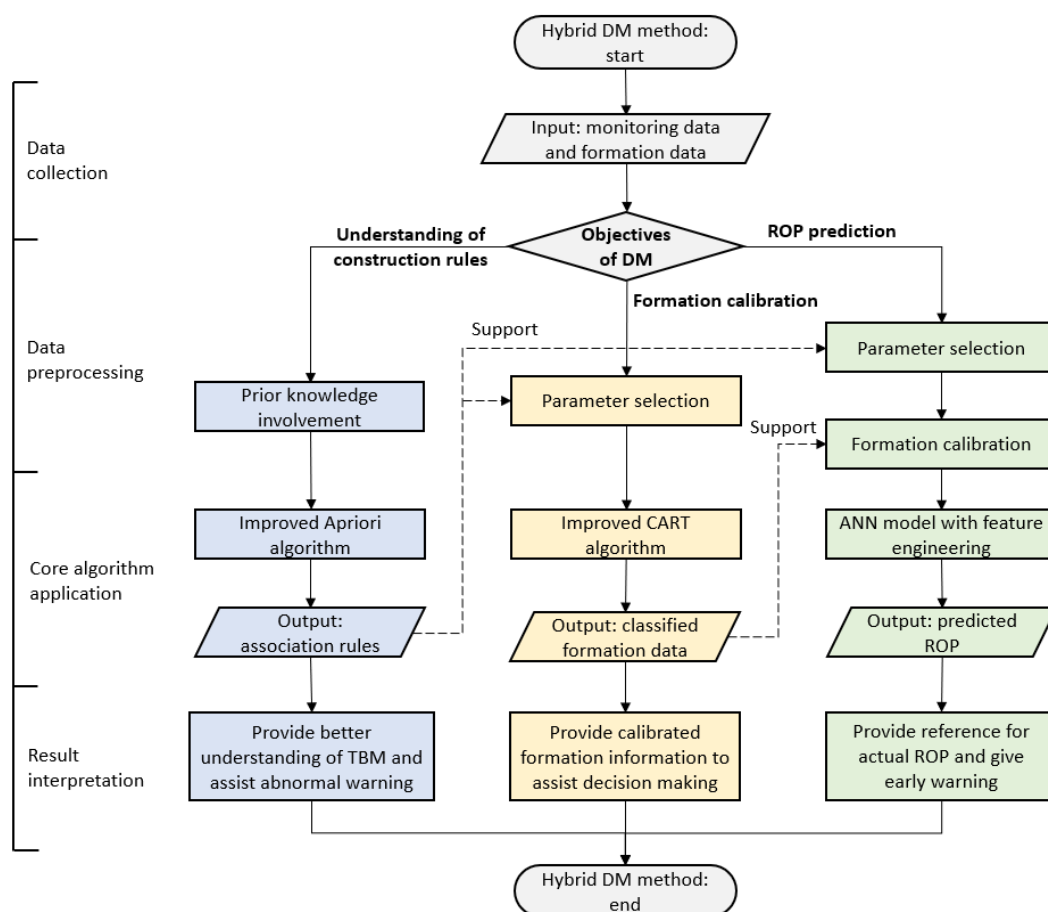 Hybrid DM method:
start
Data
collection
Input: monitoring data
and formation data
Understanding of
construction rules
Objectives
of DM
ROP prediction
Formation calibration
Data
preprocessing
Support
Parameter selection
Prior knowledge
involvement
Parameter selection
Support
Formation calibration
Core algorithm
application
Improved Apriori
algorithm
Improved CART
algorithm
ANN model with feature
engineering
Output:
association rules
Output: classified
formation data
Output: predicted
ROP
Result
interpretation
Provide better
understanding of TBM and
assist abnormal warning
Provide calibrated
formation information to
assist decision making
Provide reference for
actual ROP and give
early warning
Hybrid DM method:
end